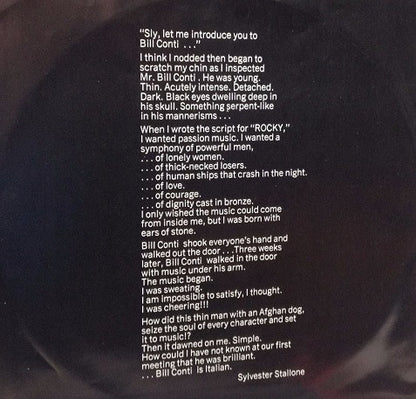 "Sly, let me introduce you to
Bill Conti ..."
I think I nodded then began to
scratch my chin as I inspected
Mr. Bill Conti. He was young.
Thin. Acutely intense. Detached.
Dark. Black eyes dwelling deep in
his skull. Something serpent-like
in his mannerisms ...
When I wrote the script for "ROCKY,"
I wanted passion music. I wanted a
symphony of powerful men,
... of lonely women.
... of thick-necked losers.
... of human ships that crash in the night.
... of love.
... of courage.
... of dignity cast in bronze.
I only wished the music could come
from inside me, but I was born with
ears of stone.
Bill Conti shook everyone's hand and
walked out the door ... Three weeks
later, Bill Conti walked in the door
with music under his arm.
The music began.
I was sweating.
I am impossible to satisfy, I thought.
I was cheering!!!
How did this thin man with an Afghan dog,
seize the soul of every character and set
it to music!?
Then it dawned on me. Simple.
How could I have not known at our first
meeting that he was brilliant.
... Bill Conti is Italian.
Sylvester Stallone